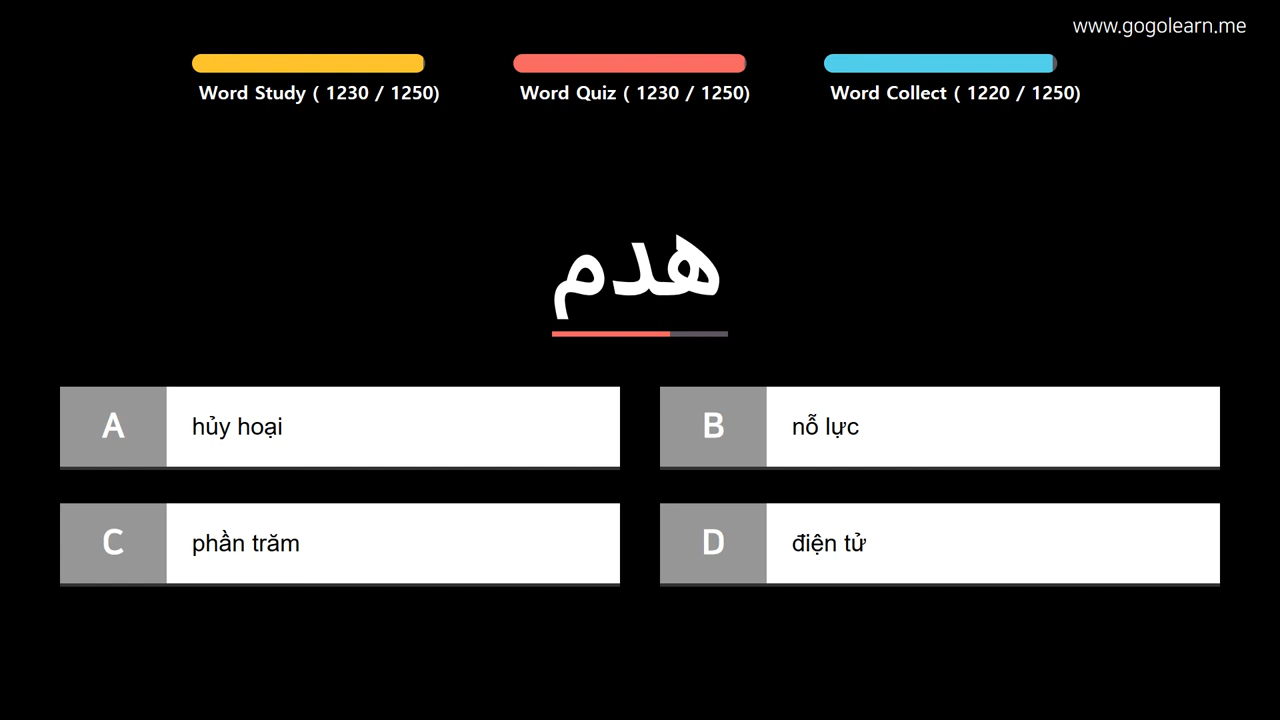 www.gogolearn.me
Word Study ( 1230 / 1250)
Word Quiz ( 1230 / 1250)
Word Collect ( 1220 / 1250)
هدم
A
hủy hoại
B
nỗ lực
C
phần trăm
D
điện tử